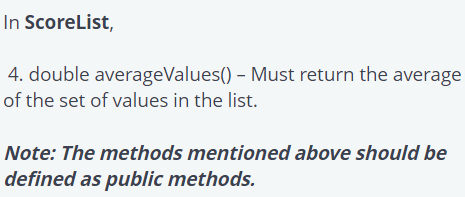 In ScoreList,
4. double averageValues() – Must return the average
of the set of values in the list.
Note: The methods mentioned above should be
defined as public methods.